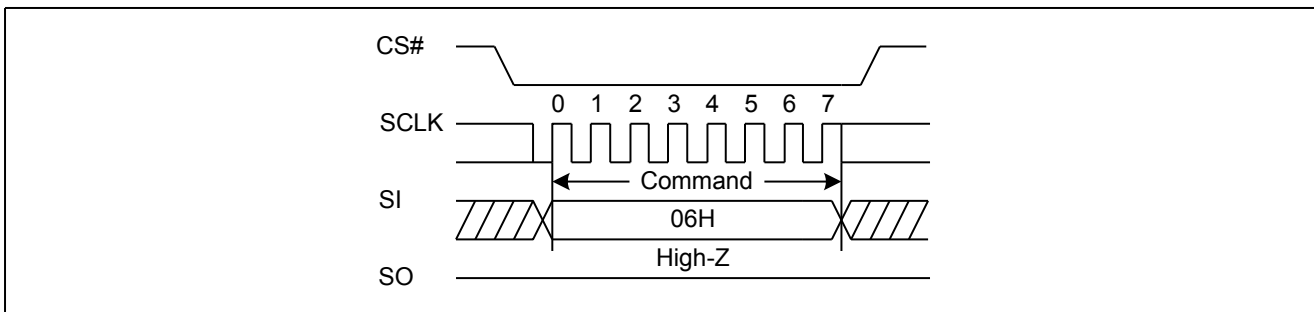 CS#
0 1 2 3 4 5 6 7
SCLK
Command
SI
06H
High-Z
SO